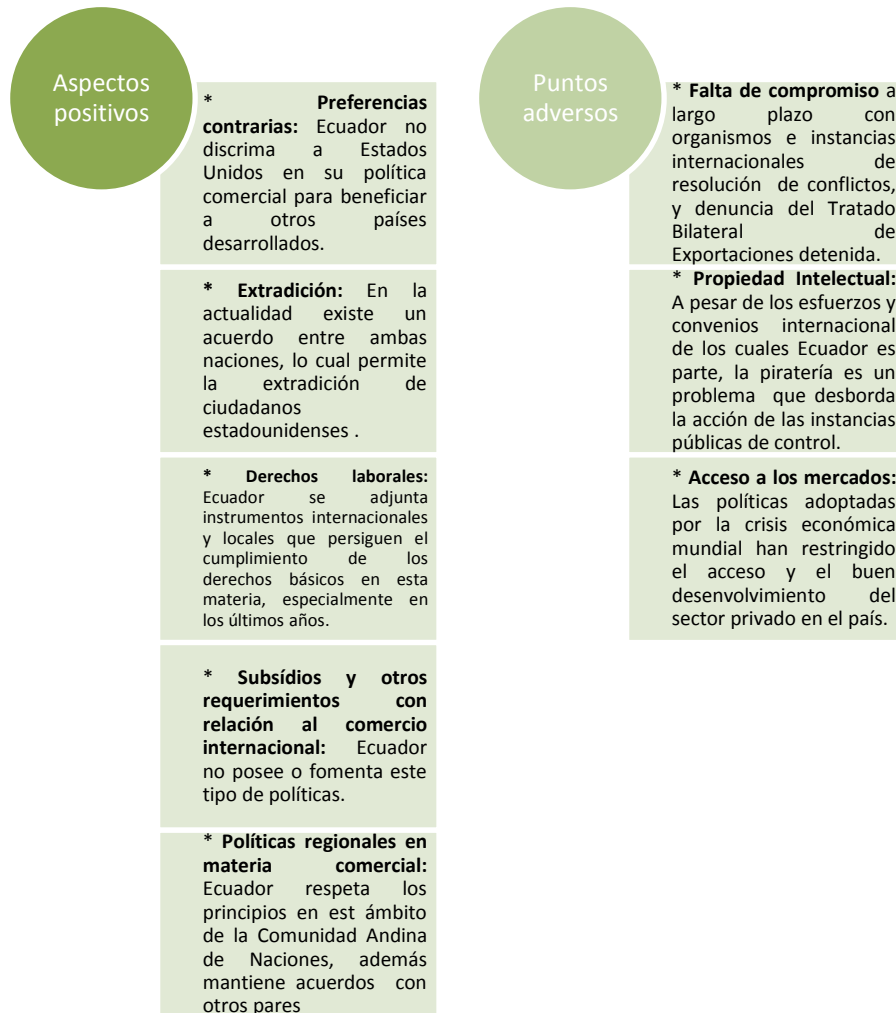 Aspectos
positivos
* Preferencias
contrarias: Ecuador no
discrima a Estados
Unidos en su política
comercial para beneficiar
a otros países
desarrollados.
* Extradición: En la
actualidad existe un
acuerdo entre ambas
naciones, lo cual permite
la extradición de
ciudadanos
estadounidenses .
* Derechos laborales:
Ecuador se adjunta
instrumentos internacionales
y locales que persiguen el
cumplimiento de los
derechos básicos en esta
materia, especialmente en
los últimos años.
* Subsídios y otros
requerimientos con
relación al comercio
internacional: Ecuador
no posee o fomenta este
tipo de políticas.
* Políticas regionales en
materia comercial:
Ecuador respeta los
principios en est ámbito
de la Comunidad Andina
de Naciones, además
mantiene acuerdos con
otros pares
Puntos
adversos
* Falta de compromiso a
largo plazo con
organismos e instancias
internacionales de
resolución de conflictos,
y denuncia del Tratado
Bilateral de
Exportaciones detenida.
* Propiedad Intelectual:
A pesar de los esfuerzos y
convenios internacional
de los cuales Ecuador es
parte, la piratería es un
problema que desborda
la acción de las instancias
públicas de control.
* Acceso a los mercados:
Las políticas adoptadas
por la crisis económica
mundial han restringido
el acceso y el buen
desenvolvimiento del
sector privado en el país.